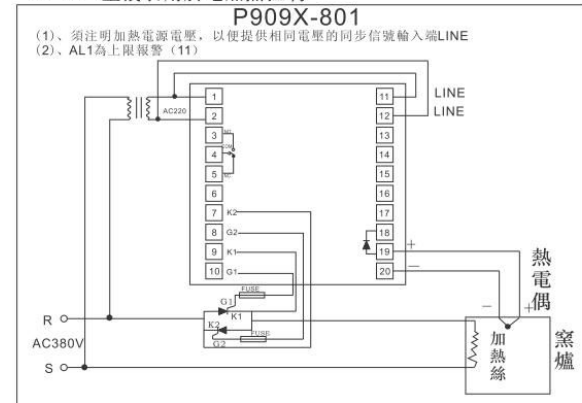 P909X-801
(1)、須注明加熱電源電壓，以便提供相同電壓的同步信號輸入端LINE
(2)、AL1為上限報警（11）
1
2
3
4
5
6
7
8
9
10
AC220
NC
COM
K2
G2
K1
G1
11
12
13
14
15
16
17
18
19
20
LINE
LINE
+
−
FUSE
G1
K1
K2
FUSE
G2
R
AC380V
S
熱電偶
−
+
加熱絲
窯爐